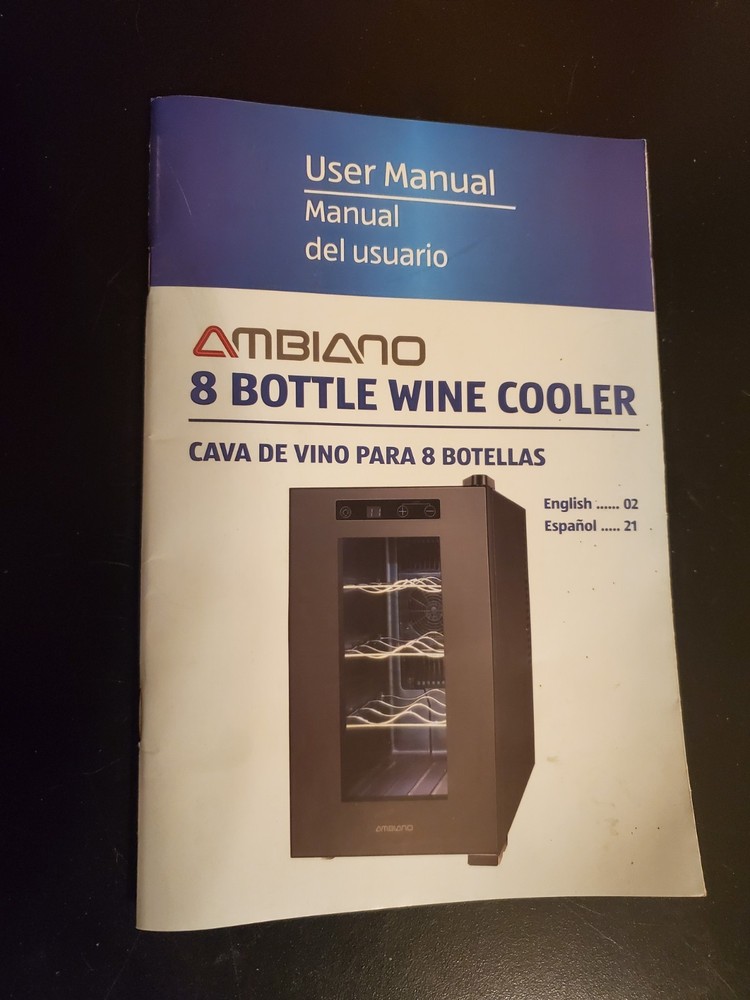 User Manual
Manual
del usuario
AMBIANO
8 BOTTLE WINE COOLER
CAVA DE VINO PARA 8 BOTELLAS
English ...... 02
Español ..... 21
AMBIANO